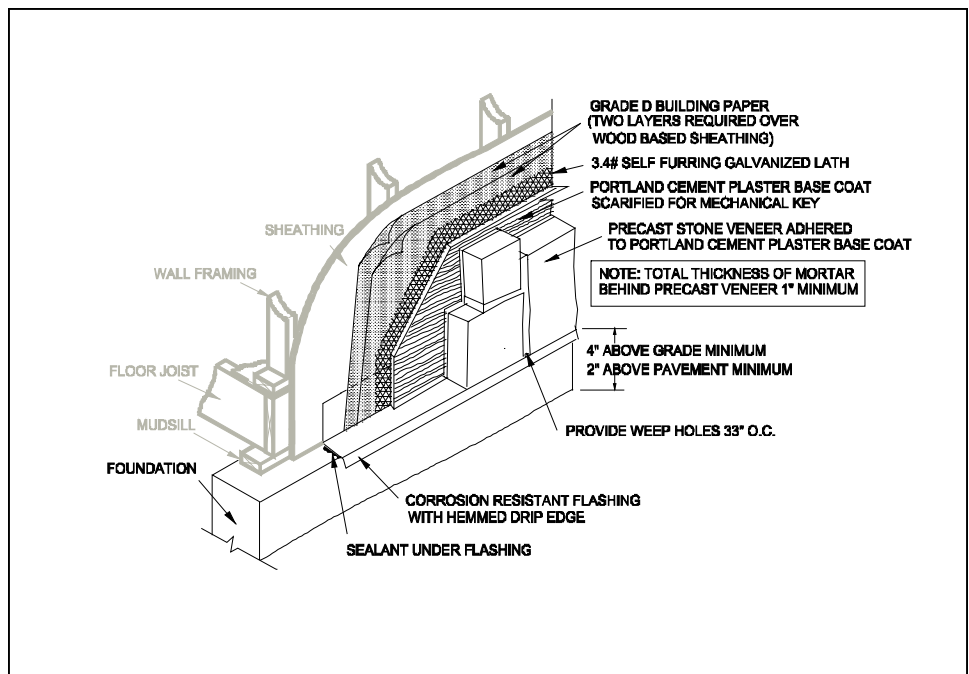 GRADE D BUILDING PAPER
(TWO LAYERS REQUIRED OVER
WOOD BASED SHEATHING)
3.4# SELF FURRING GALVANIZED LATH
PORTLAND CEMENT PLASTER BASE COAT
SCARIFIED FOR MECHANICAL KEY
PRECAST STONE VENEER ADHERED
TO PORTLAND CEMENT PLASTER BASE COAT
NOTE: TOTAL THICKNESS OF MORTAR
BEHIND PRECAST VENEER 1" MINIMUM
4" ABOVE GRADE MINIMUM
2" ABOVE PAVEMENT MINIMUM
PROVIDE WEEP HOLES 33" O.C.
SHEATHING
WALL FRAMING
FLOOR JOIST
MUDSILL
FOUNDATION
CORROSION RESISTANT FLASHING
WITH HEMMED DRIP EDGE
SEALANT UNDER FLASHING